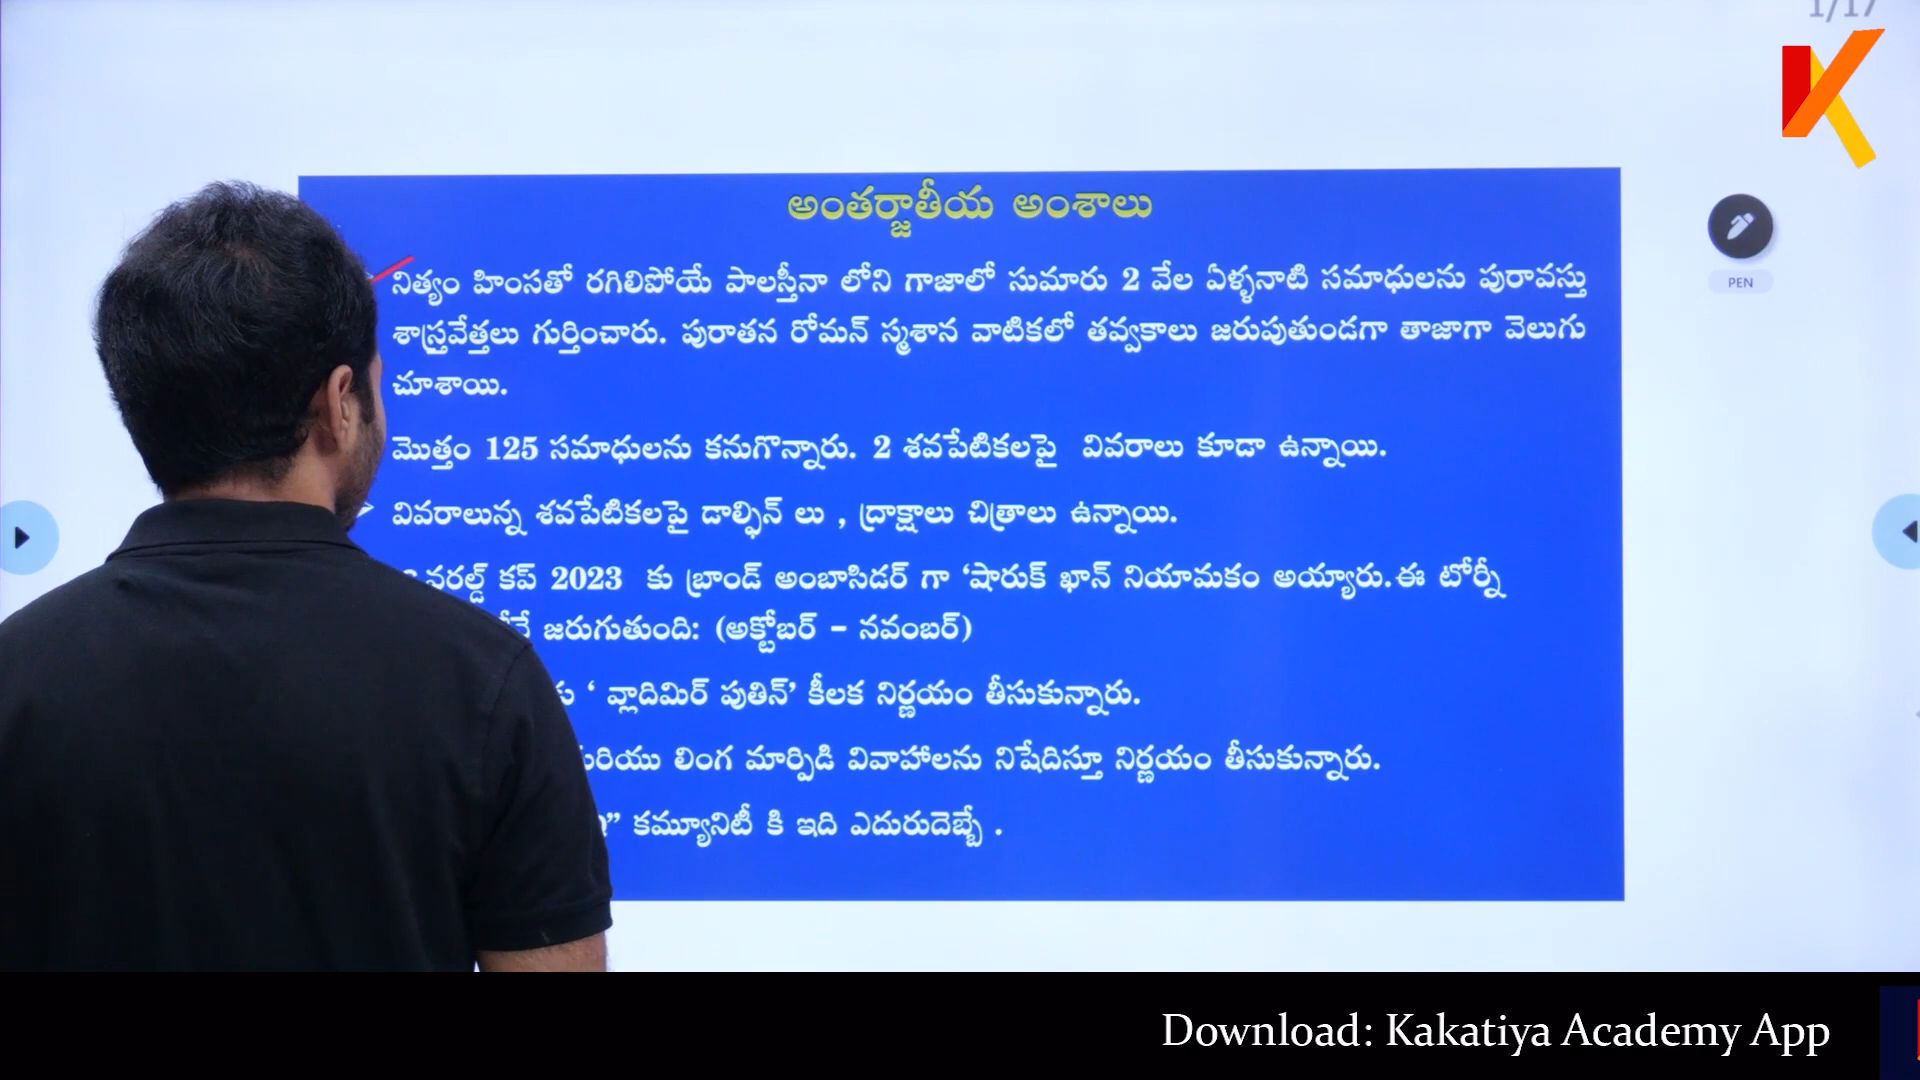 1/17
అంతర్జాతీయ అంశాలు
నిత్యం హింసతో రగిలిపోయే పాలస్తీనా లోని గాజాలో సుమారు 2 వేల ఏళ్ళనాటి సమాధులను పురావస్తు
శాస్త్రవేత్తలు గుర్తించారు. పురాతన రోమన్ స్మశాన వాటికలో తవ్వకాలు జరుపుతుండగా తాజాగా వెలుగు
చూశాయి.
PEN
మొత్తం 125 సమాధులను కనుగొన్నారు. 2 శవపేటికలపై వివరాలు కూడా ఉన్నాయి.
వివరాలున్న శవపేటికలపై డాల్ఫిన్ లు , ద్రాక్షాలు చిత్రాలు ఉన్నాయి.
వరల్డ్ కప్ 2023 కు బ్రాండ్ అంబాసిడర్ గా ‘షారుక్ ఖాన్ నియామకం అయ్యారు.ఈ టోర్నీ
జరుగుతుంది: (అక్టోబర్ – నవంబర్)
‘ వ్లాదిమిర్ పుతిన్’ కీలక నిర్ణయం తీసుకున్నారు.
లింగ మార్పిడి వివాహాలను నిషేదిస్తూ నిర్ణయం తీసుకున్నారు.
కమ్యూనిటీ కి ఇది ఎదురుదెబ్బే .
Download: Kakatiya Academy App